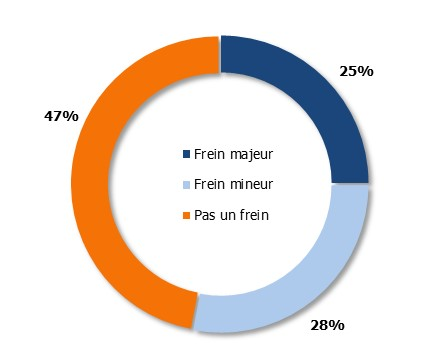 25%
47%
Frein majeur
Frein mineur
Pas un frein
28%